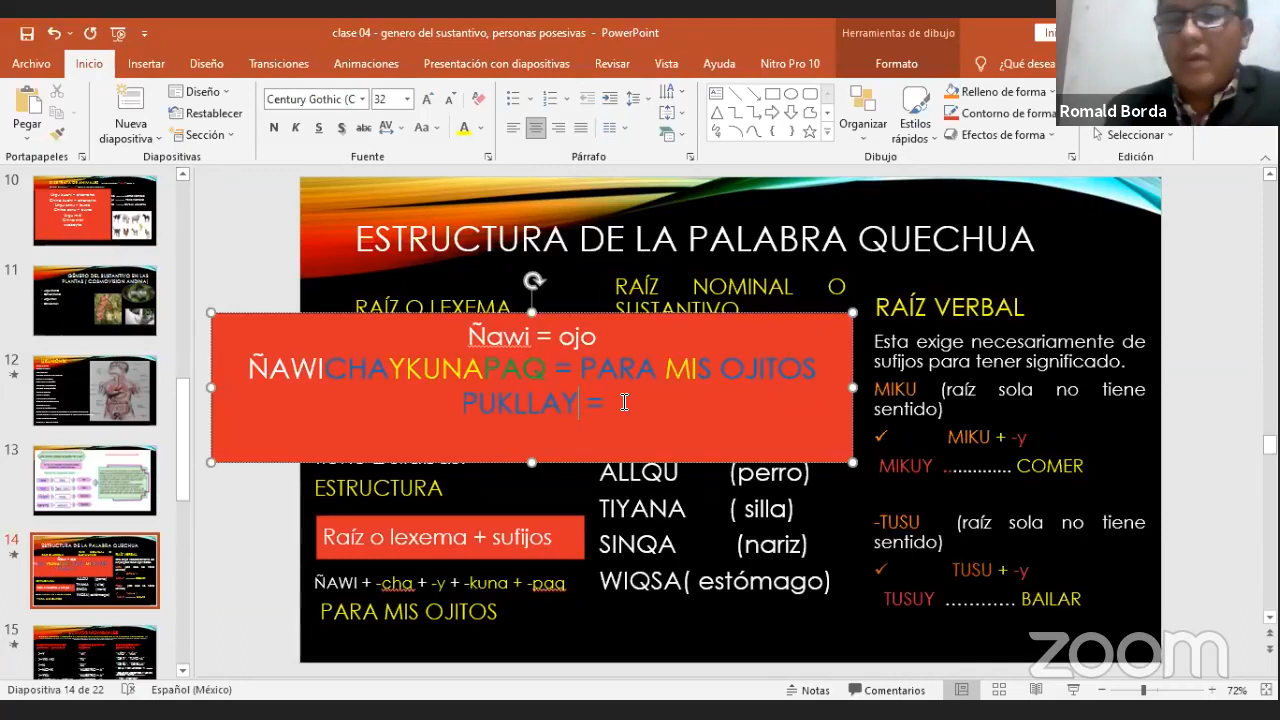 clase 04 - genero del sustantivo, personas posesivas - PowerPoint
Herramientas de dibujo
Archivo
Inicio
Insertar
Diseño
Transiciones
Animaciones
Presentación con diapositivas
Revisar
Vista
Ayuda
Nitro Pro 10
Formato
¿Qué desea
Romald Borda
Pegar
Nueva diapositiva
Diseño
Restablecer
Sección
Century Gothic (C
32
N K S abc AV Aa
Organizar
Estilos rápidos
Relleno de forma
Contorno de forma
Efectos de forma
Seleccionar
Portapapeles
Diapositivas
Fuente
Párrafo
Dibujo
Edición
10
11
12
13
14
15
ESTRUCTURA DE LA PALABRA QUECHUA
RAÍZ O LEXEMA
RAÍZ NOMINAL O
SUSTANTIVO
Ñawi = ojo
ÑAWICHAYKUNAPAQ = PARA MIS OJITOS
PUKLLAY =
ESTRUCTURA
Raíz o lexema + sufijos
ÑAWI + -cha + -y + -kuna + -paq
PARA MIS OJITOS
ALLQU (perro)
TIYANA ( silla)
SINQA (nariz)
WIQSA( estómago)
RAÍZ VERBAL
Esta exige necesariamente de
sufijos para tener significado.
MIKU (raíz sola no tiene
sentido)
✓ MIKU + -y
MIKUY .............. COMER
-TUSU (raíz sola no tiene
sentido)
✓ TUSU + -y
TUSUY ............ BAILAR
zoom
Diapositiva 14 de 22
Español (México)
Notas
Comentarios
72%